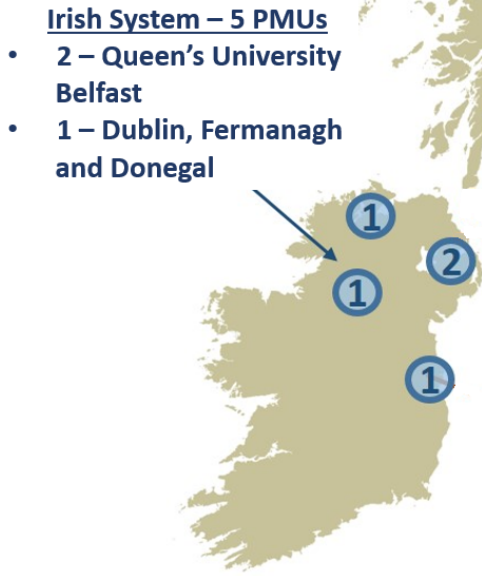 Irish System – 5 PMUs
• 2 – Queen's University
Belfast
• 1 – Dublin, Fermanagh
and Donegal
1
2
1
1